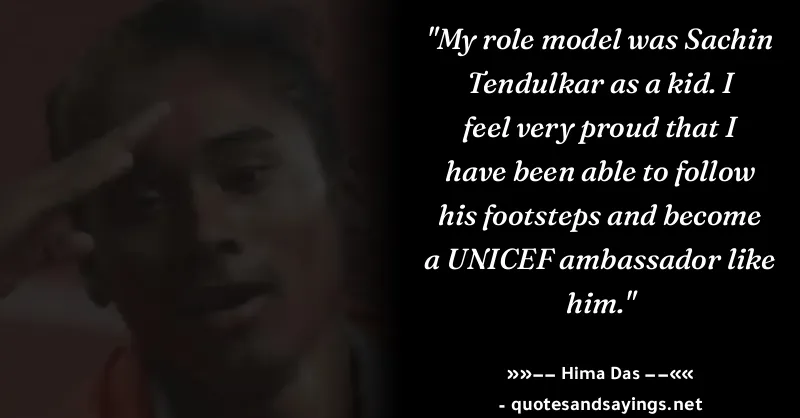 "My role model was Sachin
Tendulkar as a kid. I
feel very proud that I
have been able to follow
his footsteps and become
a UNICEF ambassador like
him."
»»−− Hima Das −−««
- quotesandsayings.net